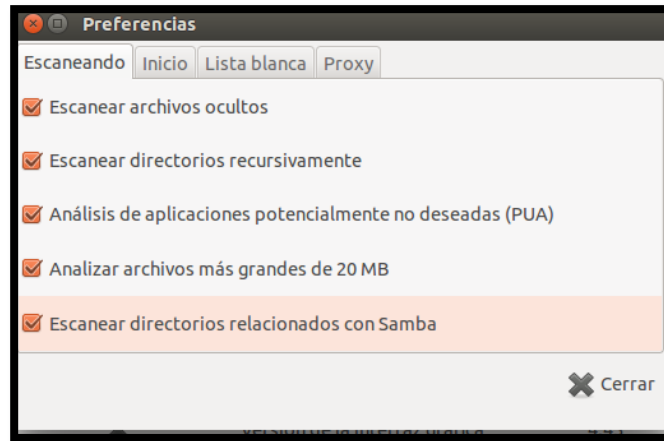 Preferencias
Escaneando Inicio Lista blanca Proxy
Escanear archivos ocultos
Escanear directorios recursivamente
Análisis de aplicaciones potencialmente no deseadas (PUA)
Analizar archivos más grandes de 20 MB
Escanear directorios relacionados con Samba
Cerrar